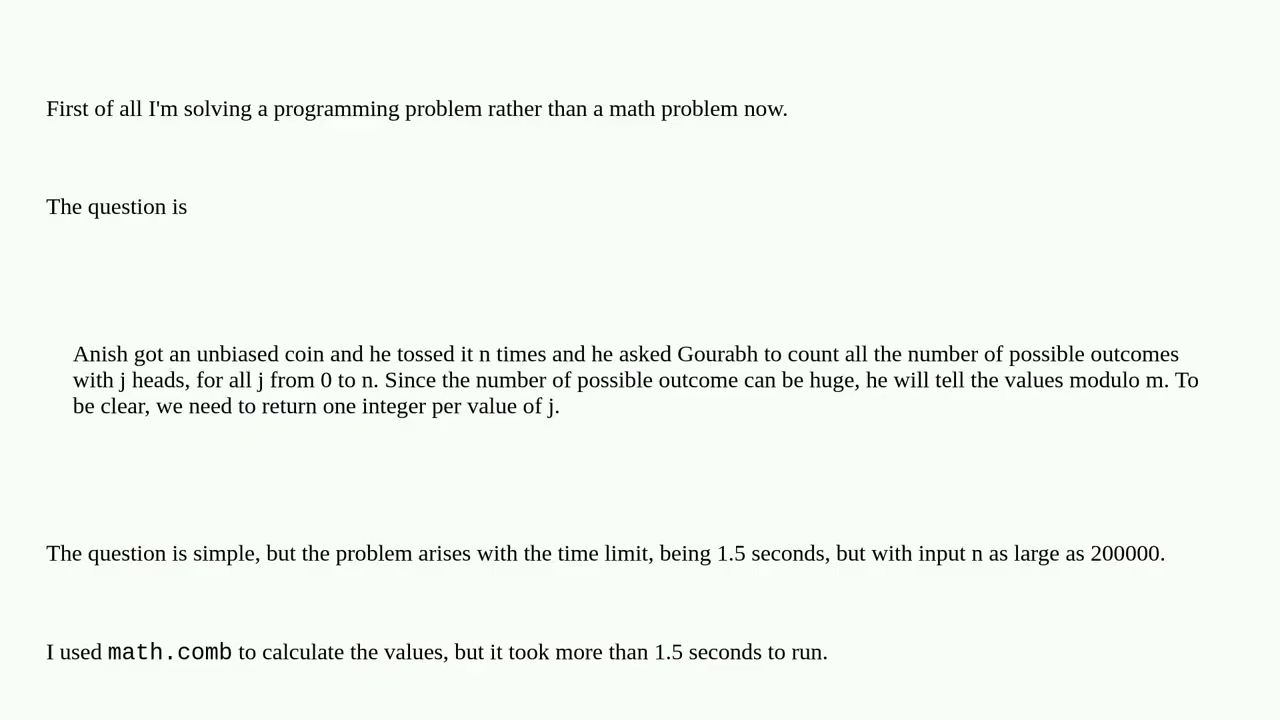 First of all I'm solving a programming problem rather than a math problem now.
The question is
Anish got an unbiased coin and he tossed it n times and he asked Gourabh to count all the number of possible outcomes
with j heads, for all j from 0 to n. Since the number of possible outcome can be huge, he will tell the values modulo m. To
be clear, we need to return one integer per value of j.
The question is simple, but the problem arises with the time limit, being 1.5 seconds, but with input n as large as 200000.
I used math.comb to calculate the values, but it took more than 1.5 seconds to run.